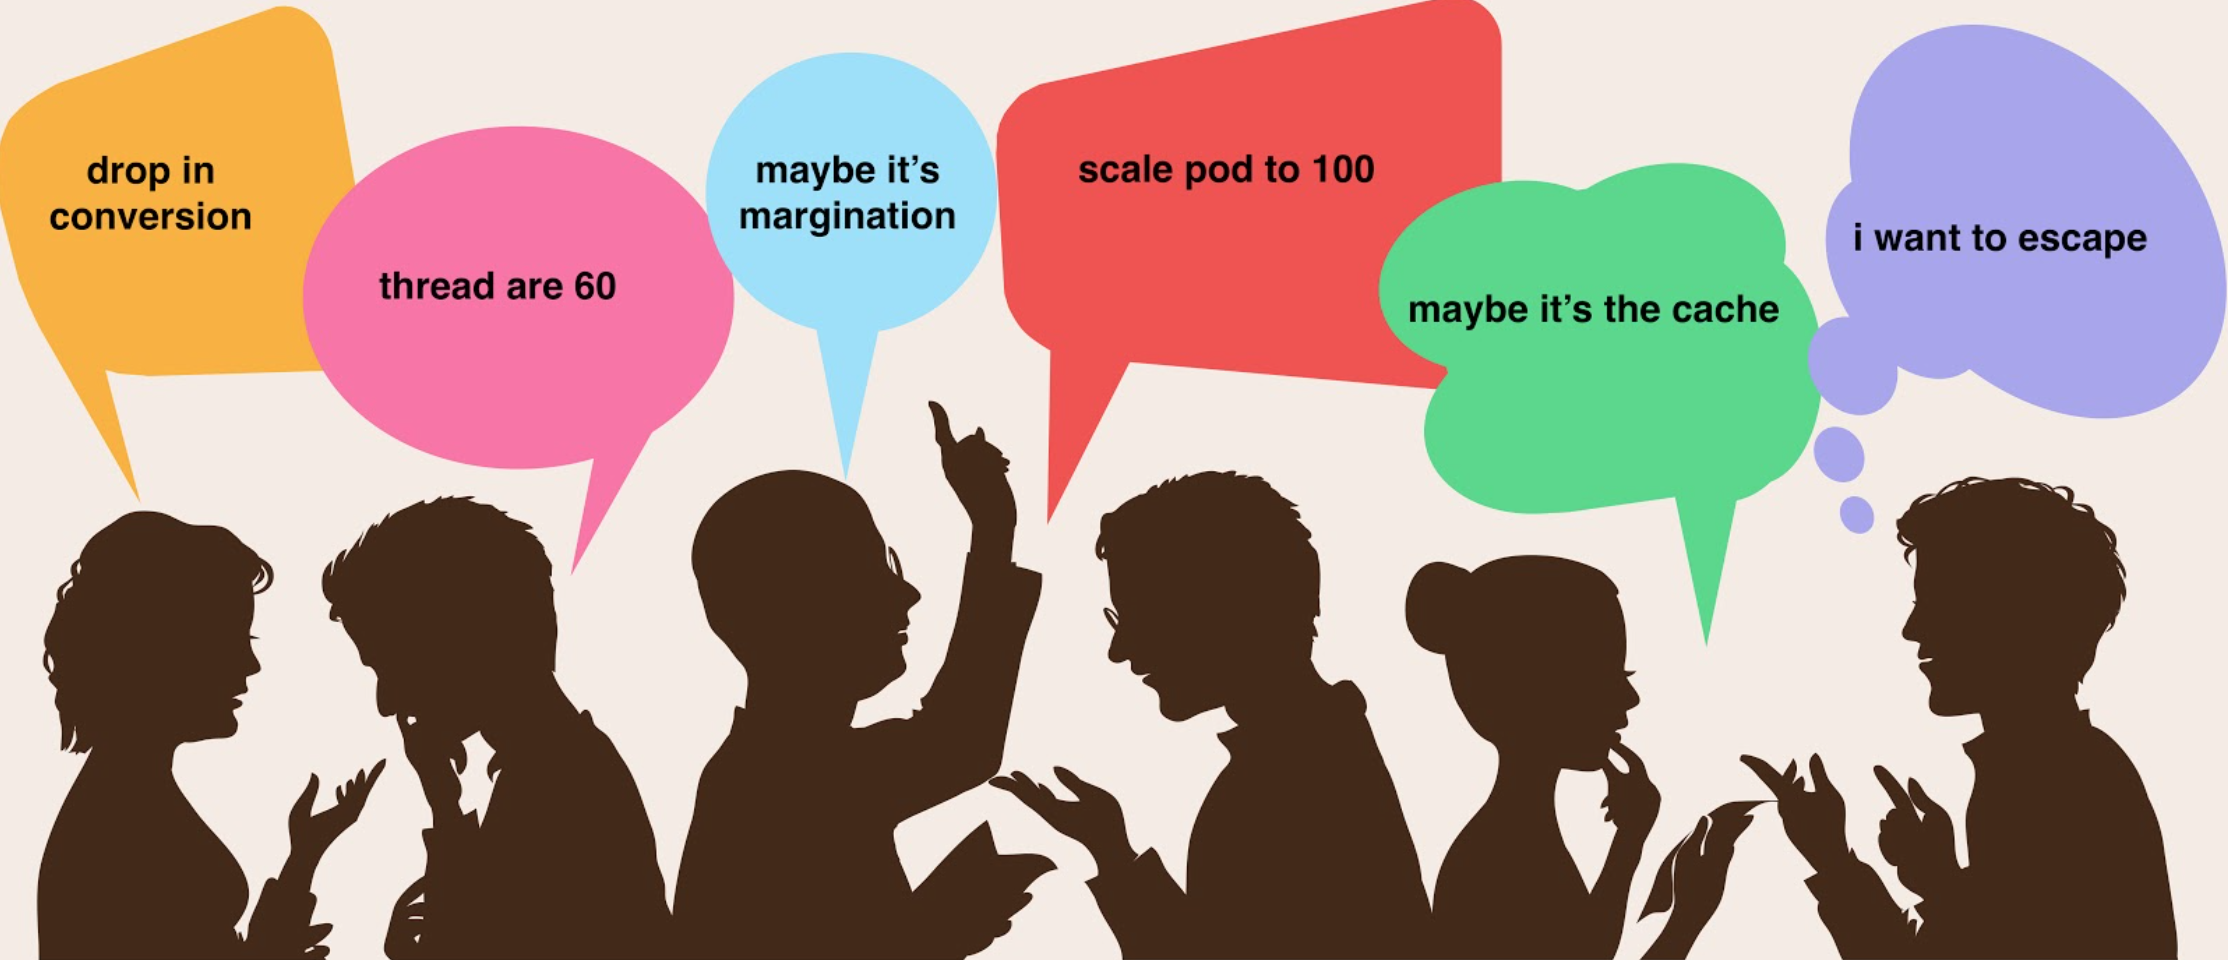 drop in
conversion
thread are 60
maybe it’s
margination
scale pod to 100
maybe it’s the cache
i want to escape